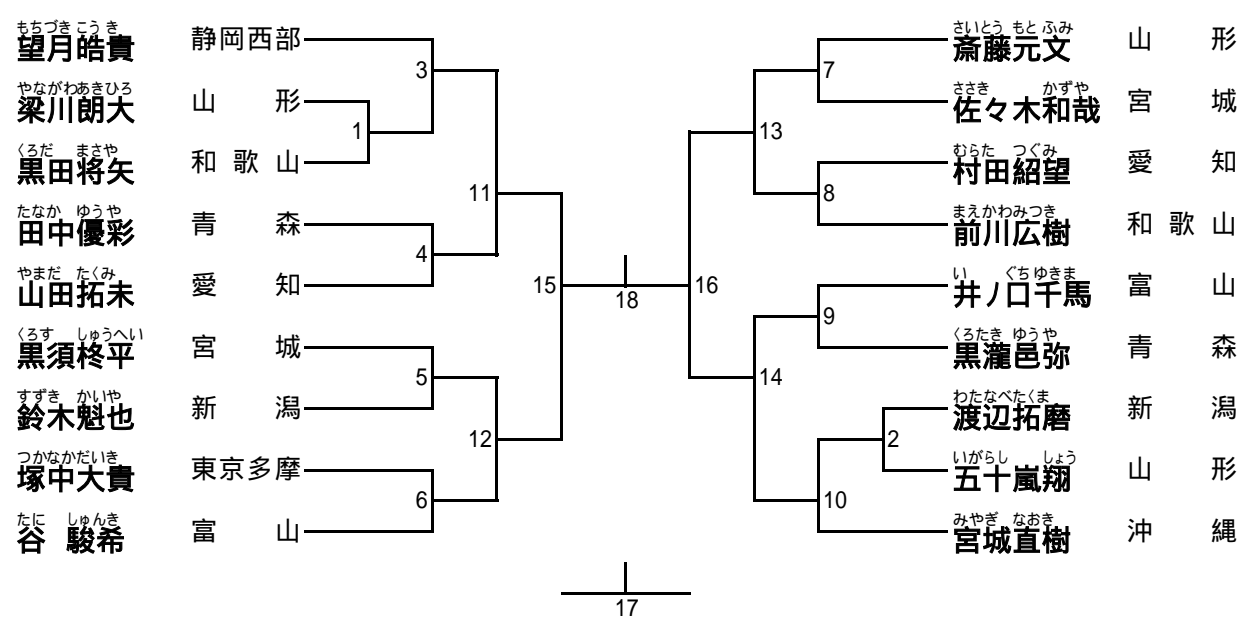 もちづき こうき
望月皓貴 静岡西部
3
やながわあきひろ
梁川朗大 山形
1
くろだ まさや
黒田将矢 和歌山
11
たなか ゆうや
田中優彩 青森
4
やまだ たくみ
山田拓未 愛知
15
くろす しゅうへい
黒須柊平 宮城
5
すずき かいや
鈴木魁也 新潟
12
つかなかだいき
塚中大貴 東京多摩
6
たに しゅんき
谷 駿希 富山
18
17
さいとう もとふみ
斎藤元文 山形
7
ささき かずや
佐々木和哉 宮城
13
むらた つぐみ
村田紹望 愛知
8
まえかわみつき
前川広樹 和歌山
16
い ぐちゆきま
井ノ口千馬 富山
9
くろたき ゆうや
黒瀧邑弥 青森
14
わたなべたくま
渡辺拓磨 新潟
2
いがらし しょう
五十嵐翔 山形
10
みやぎ なおき
宮城直樹 沖縄